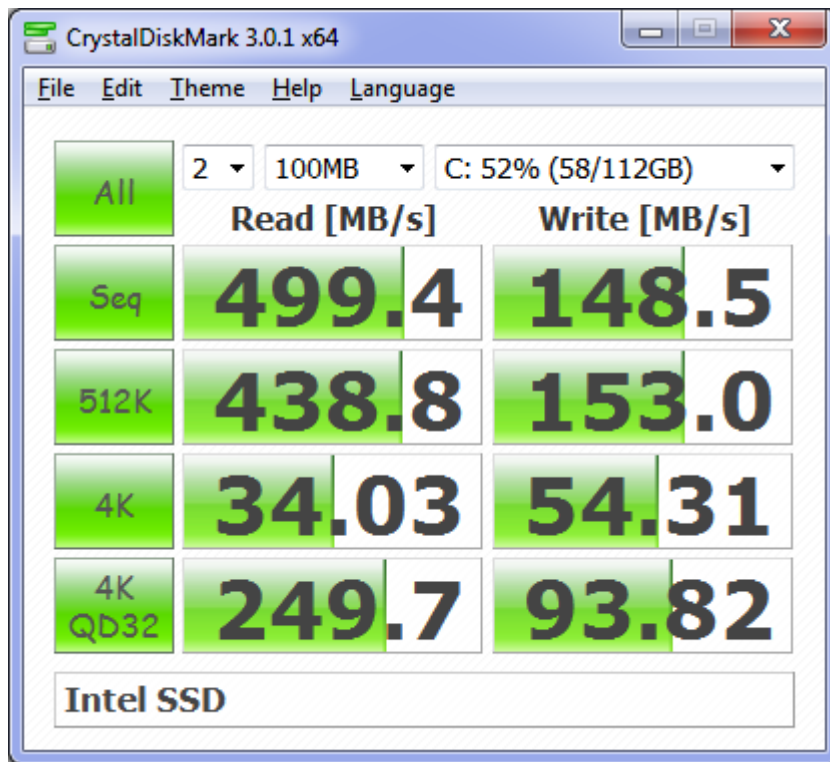 CrystalDiskMark 3.0.1 x64
File Edit Theme Help Language
All 2 100MB C: 52% (58/112GB)
Read [MB/s] Write [MB/s]
Seq 499.4 148.5
512K 438.8 153.0
4K 34.03 54.31
4K QD32 249.7 93.82
Intel SSD